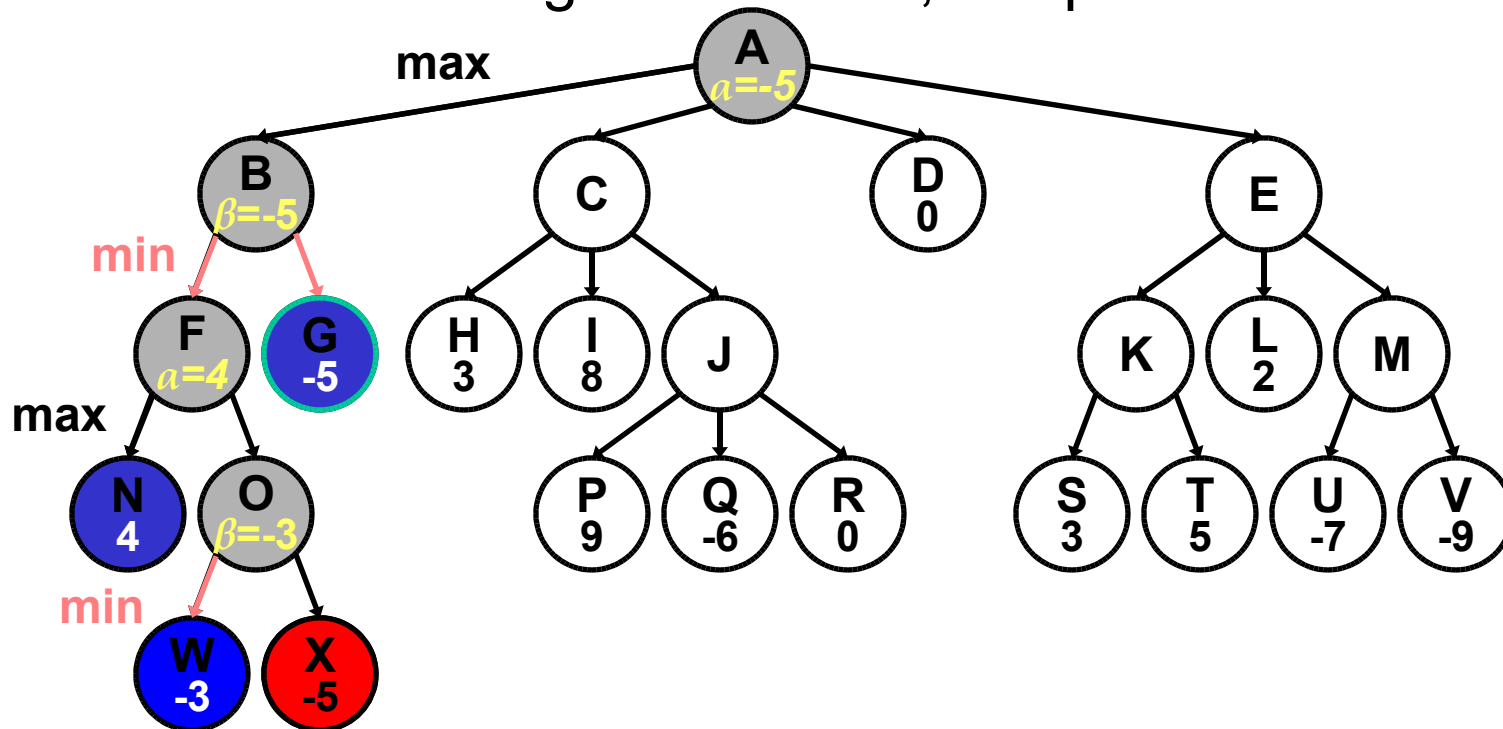 max
A
α=-5
B
β=-5
C
D
0
E
min
F
α=4
G
-5
H
3
I
8
J
K
L
2
M
max
N
4
O
β=-3
P
9
Q
-6
R
0
S
3
T
5
U
-7
V
-9
min
W
-3
X
-5